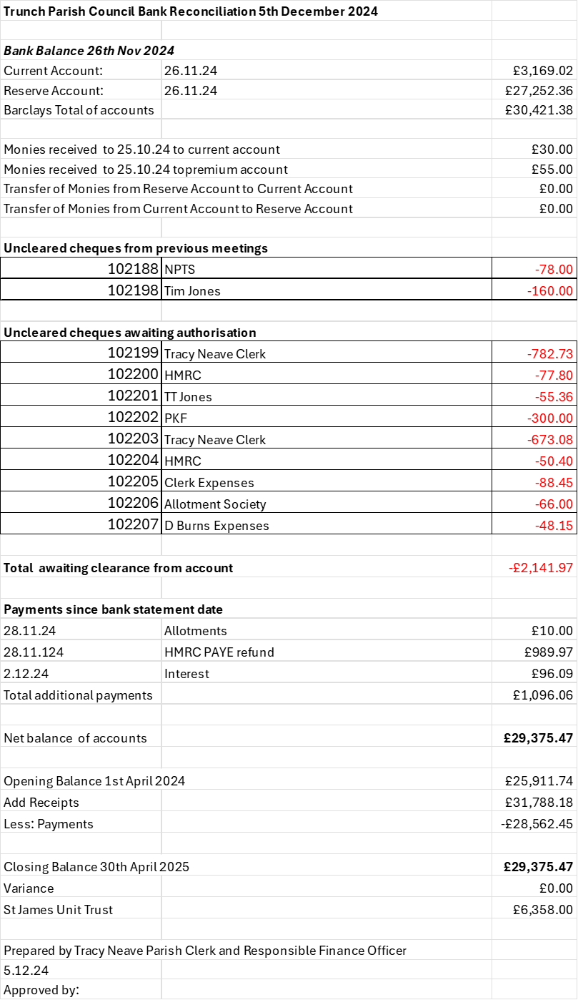 Trunch Parish Council Bank Reconciliation 5th December 2024
Bank Balance 26th Nov 2024
Current Account: 26.11.24 £3,169.02
Reserve Account: 26.11.24 £27,252.36
Barclays Total of accounts £30,421.38
Monies received  to 25.10.24 to current account £30.00
Monies received  to 25.10.24 topremium account £55.00
Transfer of Monies from Reserve Account to Current Account £0.00
Transfer of Monies from Current Account to Reserve Account £0.00
Uncleared cheques from previous meetings
102188 NPTS -78.00
102198 Tim Jones -160.00
Uncleared cheques awaiting authorisation
102199 Tracy Neave Clerk -782.73
102200 HMRC -77.80
102201 TT Jones -55.36
102202 PKF -300.00
102203 Tracy Neave Clerk -673.08
102204 HMRC -50.40
102205 Clerk Expenses -88.45
102206 Allotment Society -66.00
102207 D Burns Expenses -48.15
Total  awaiting clearance from account -£2,141.97
Payments since bank statement date
28.11.24 Allotments £10.00
28.11.124 HMRC PAYE refund £989.97
2.12.24 Interest £96.09
Total additional payments £1,096.06
Net balance  of accounts £29,375.47
Opening Balance 1st April 2024 £25,911.74
Add Receipts £31,788.18
Less: Payments -£28,562.45
Closing Balance 30th April 2025 £29,375.47
Variance £0.00
St James Unit Trust £6,358.00
Prepared by Tracy Neave Parish Clerk and Responsible Finance Officer
5.12.24
Approved by: